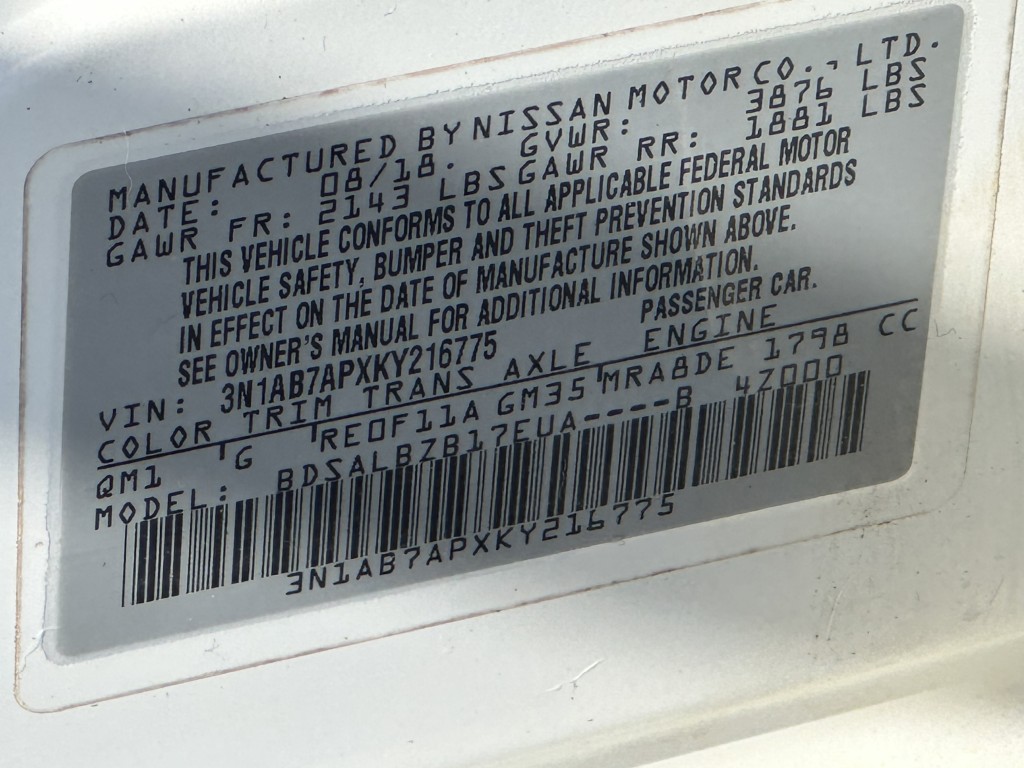 MANUFACTURED BY NISSAN MOTOR CO., LTD.
DATE: 08/18. GVWR: 3876 LBS
GAWR FR: 2143 LBS GAWR RR: 1881 LBS
THIS VEHICLE CONFORMS TO ALL APPLICABLE FEDERAL MOTOR
VEHICLE SAFETY, BUMPER AND THEFT PREVENTION STANDARDS
IN EFFECT ON THE DATE OF MANUFACTURE SHOWN ABOVE.
SEE OWNER'S MANUAL FOR ADDITIONAL INFORMATION.
VIN: 3N1AB7APXKY216775 PASSENGER CAR.
COLOR TRIM TRANS AXLE ENGINE
QM1 G RE0F11A GM35 MRA8DE 1798 CC
MODEL: BDSALBZB17EUA----B 4Z000
3N1AB7APXKY216775